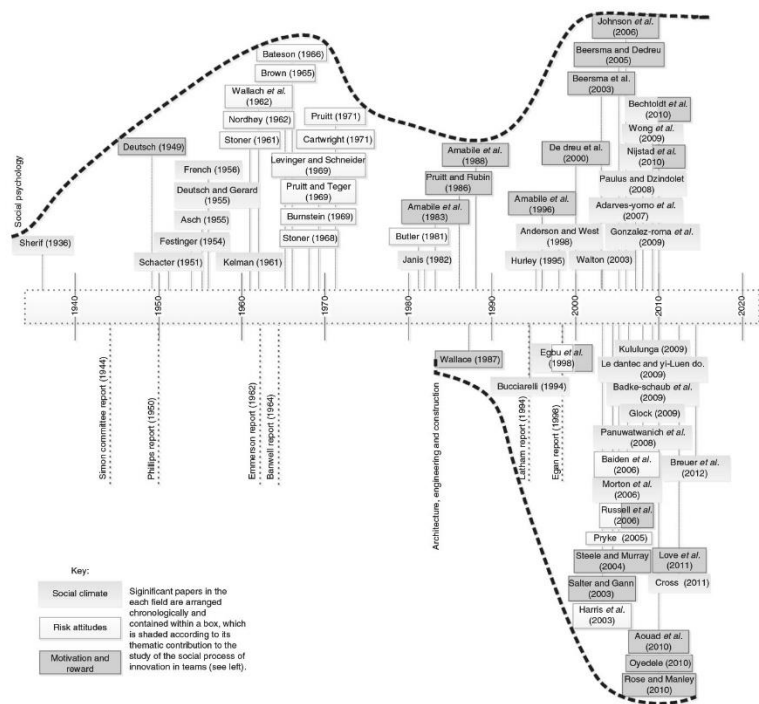 Johnson et al.
(2006)
Bateson (1966)
Beersma and Dedreu
(2005)
Brown (1965)
Beersma et al.
(2003)
Wallach et al.
(1962)
Bechtoldt et al.
(2010)
Nordhøy (1962)
Pruitt (1971)
Wong et al.
(2009)
Stoner (1961)
Cartwright (1971)
Deutsch (1949)
Amabile et al.
(1988)
De dreu et al.
(2000)
Nijstad et al.
(2010)
French (1956)
Levinger and Schneider
(1969)
Pruitt and Rubin
(1986)
Paulus and Dzindolet
(2008)
Deutsch and Gerard
(1955)
Pruitt and Teger
(1969)
Amabile et al.
(1983)
Amabile et al.
(1996)
Adarves-yorno et al.
(2007)
Asch (1955)
Burnstein (1969)
Social psychology
Sherif (1936)
Festinger (1954)
Stoner (1968)
Butler (1981)
Anderson and West
(1998)
Gonzalez-roma et al.
(2009)
Schacter (1951)
Kelman (1961)
Janis (1982)
Hurley (1995)
Walton (2003)
1940
1950
1960
1970
1980
1990
2000
2010
2020
Simon committee report (1944)
Phillips report (1950)
Emmerson report (1962)
Banwell report (1964)
Architecture, engineering and construction
Wallace (1987)
Latham report (1994)
Egan report (1998)
Egbu et al.
(1998)
Bucciarelli (1994)
Kululunga (2009)
Le dantec and yi-Luen do.
(2009)
Badke-schaub et al.
(2009)
Glock (2009)
Panuwatwanich et al.
(2008)
Baiden et al.
(2006)
Breuer et al.
(2012)
Morton et al.
(2006)
Russell et al.
(2006)
Pryke (2005)
Steele and Murray
(2004)
Love et al.
(2011)
Salter and Gann
(2003)
Cross (2011)
Harris et al.
(2003)
Aouad et al.
(2010)
Oyedele (2010)
Rose and Manley
(2010)
Key:
Social climate
Risk attitudes
Motivation and
reward
Siginificant papers in the
each field are arranged
chronologically and
contained within a box, which
is shaded according to its
thematic contribution to the
study of the social process of
innovation in teams (see left).